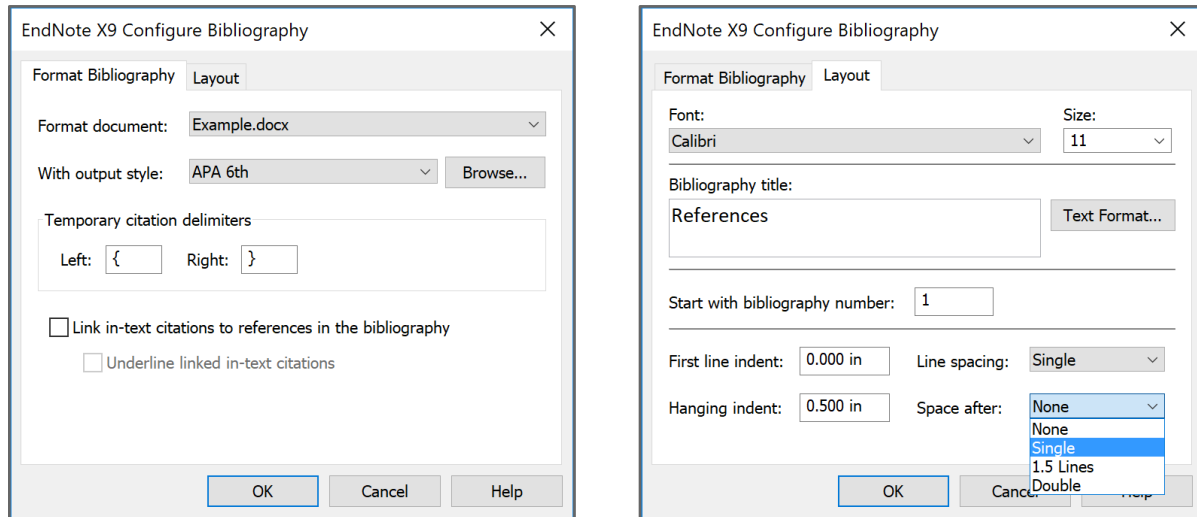 EndNote X9 Configure Bibliography
Format Bibliography
Layout
Format document:
Example.docx
With output style:
APA 6th
Browse...
Temporary citation delimiters
Left:
{
Right:
}
Link in-text citations to references in the bibliography
Underline linked in-text citations
OK
Cancel
Help
EndNote X9 Configure Bibliography
Format Bibliography
Layout
Font:
Size:
Calibri
11
Bibliography title:
References
Text Format...
Start with bibliography number:
1
First line indent:
0.000 in
Line spacing:
Single
Hanging indent:
0.500 in
Space after:
None
None
Single
1.5 Lines
Double
OK